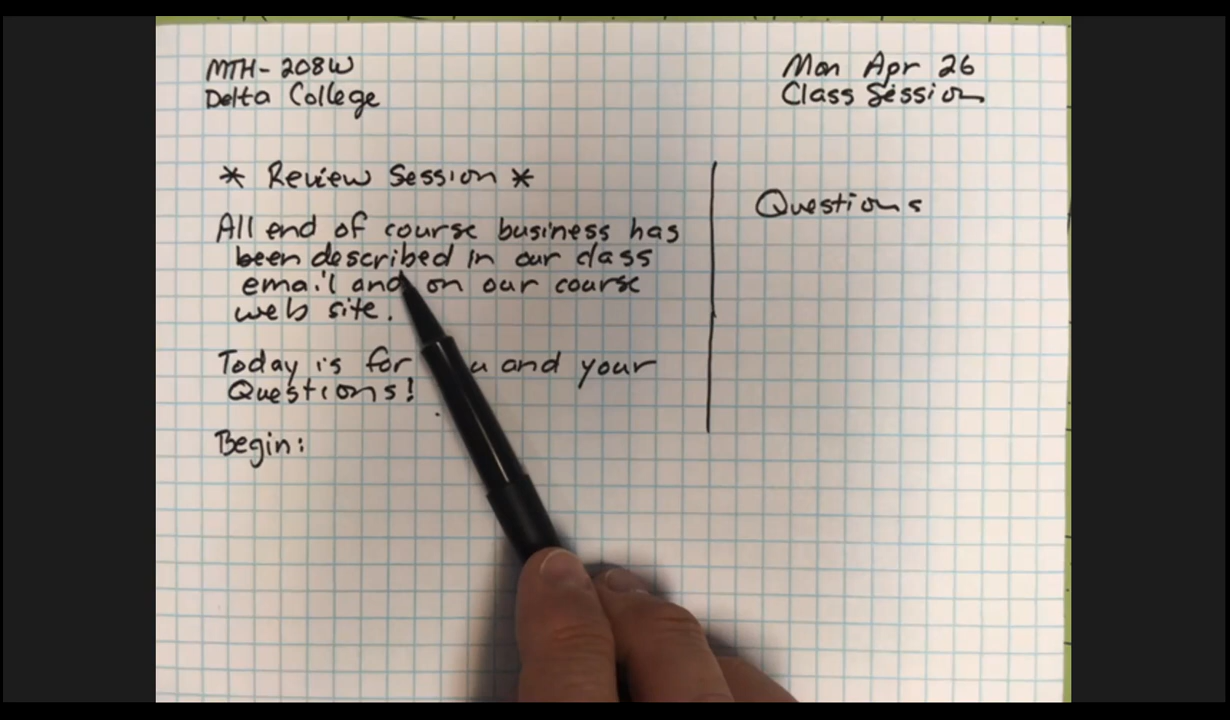 MTH-208W
Delta College
Mon Apr 26
Class Session
* Review Session *
All end of course business has
been described in our class
email and on our course
web site.
Today is for and your
Questions!
Begin:
Questions